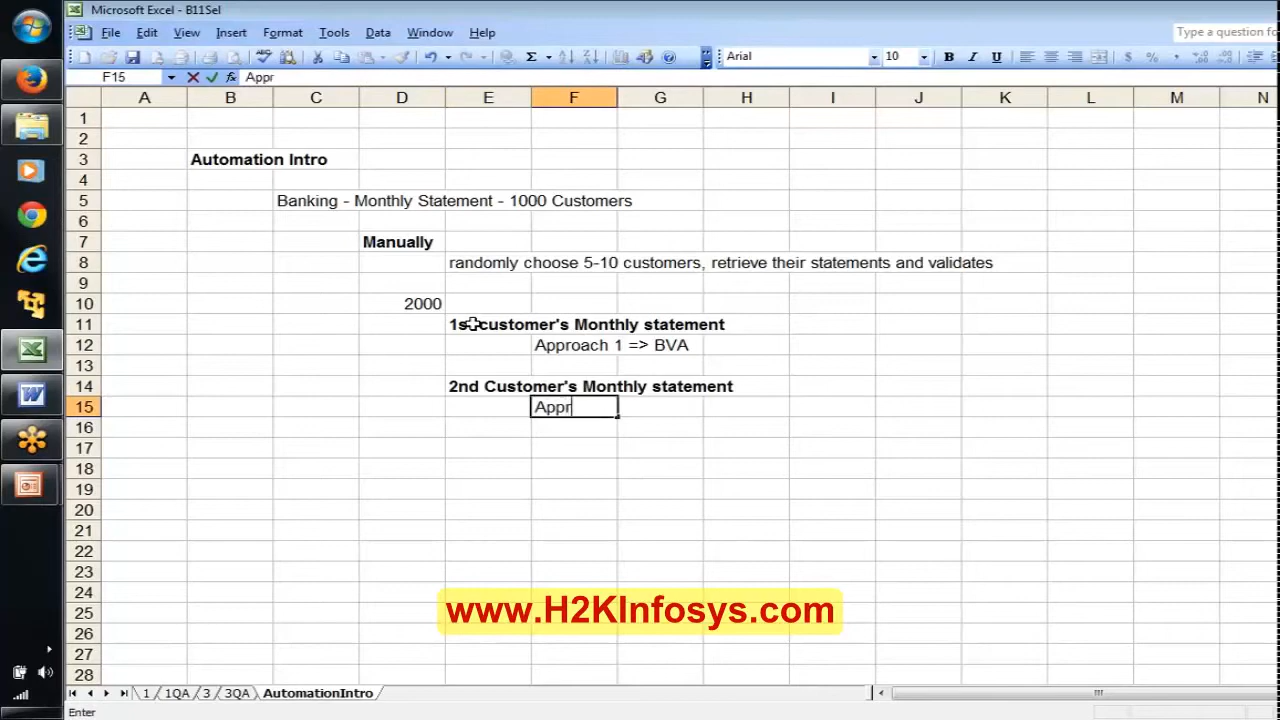 Microsoft Excel - B11Sel
File Edit View Insert Format Tools Data Window Help
Type a question fo
Arial 10 B I U
F15 fx Appr
A B C D E F G H I J K L M N
1
2
3 Automation Intro
4
5 Banking - Monthly Statement - 1000 Customers
6
7 Manually
8 randomly choose 5-10 customers, retrieve their statements and validates
9
10 2000
11 1st customer's Monthly statement
12 Approach 1 => BVA
13
14 2nd Customer's Monthly statement
15 Appr
16
17
18
19
20
21
22
23
24
www.H2KInfosys.com
25
26
27
28
1 1QA 3 3QA AutomationIntro
Enter